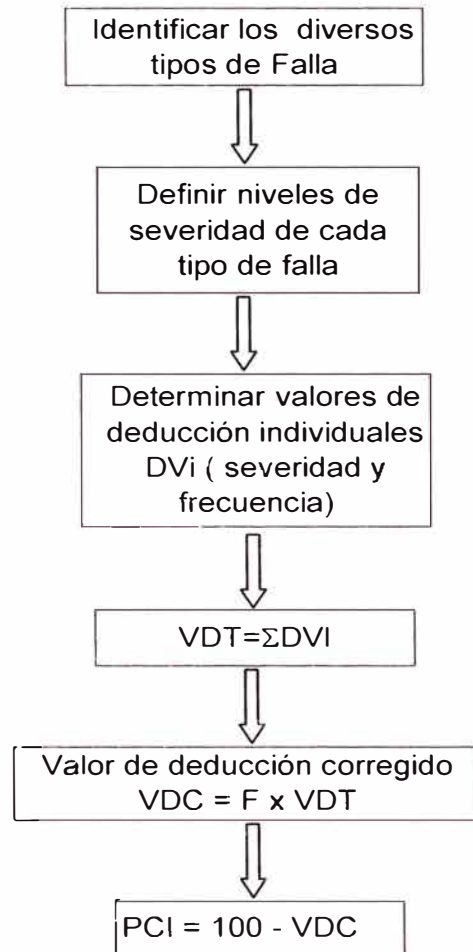 Identificar los diversos
tipos de Falla
Definir niveles de
severidad de cada
tipo de falla
Determinar valores de
deducción individuales
DVi ( severidad y
frecuencia)
VDT=ΣDVI
Valor de deducción corregido
VDC = F x VDT
PCI = 100 - VDC